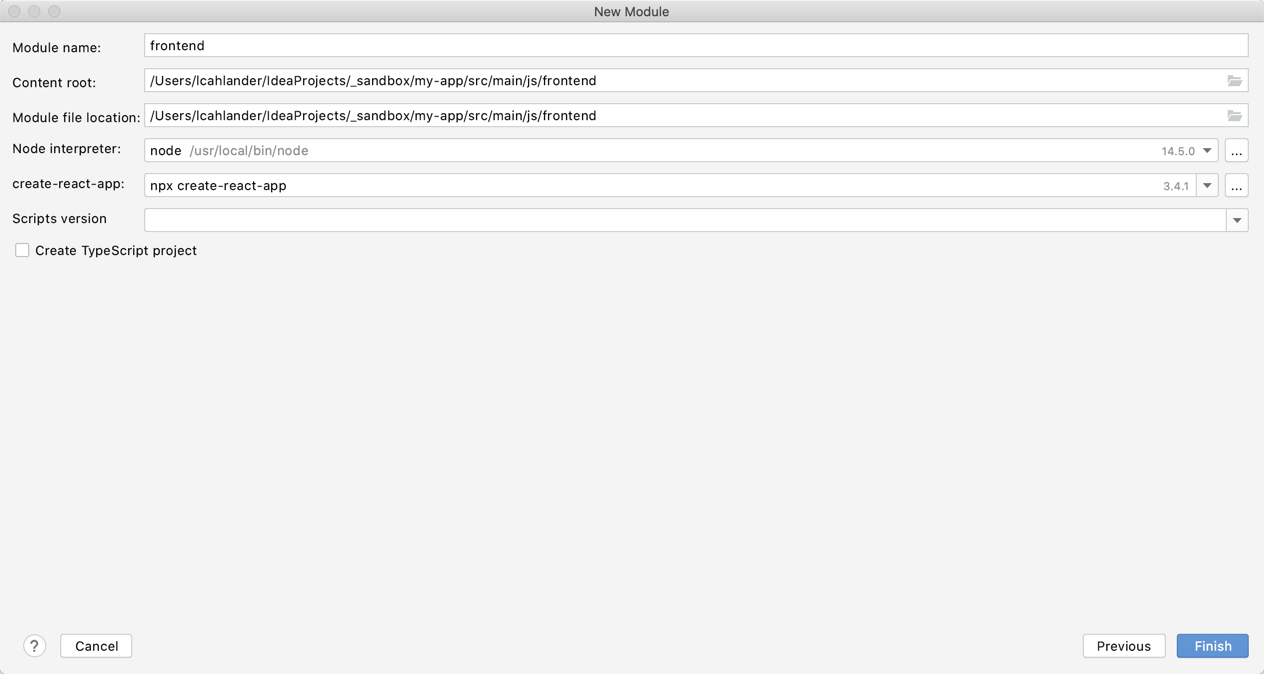 New Module
Module name: frontend
Content root: /Users/lcahlander/IdeaProjects/_sandbox/my-app/src/main/js/frontend
Module file location: /Users/lcahlander/IdeaProjects/_sandbox/my-app/src/main/js/frontend
Node interpreter: node /usr/local/bin/node 14.5.0 ...
create-react-app: npx create-react-app 3.4.1 ...
Scripts version
Create TypeScript project
? Cancel Previous Finish